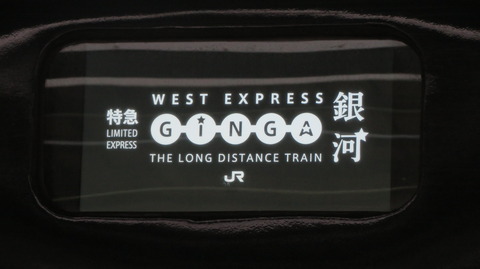 特急
LIMITED
EXPRESS
WEST EXPRESS
GiNGA
THE LONG DISTANCE TRAIN
JR
銀河